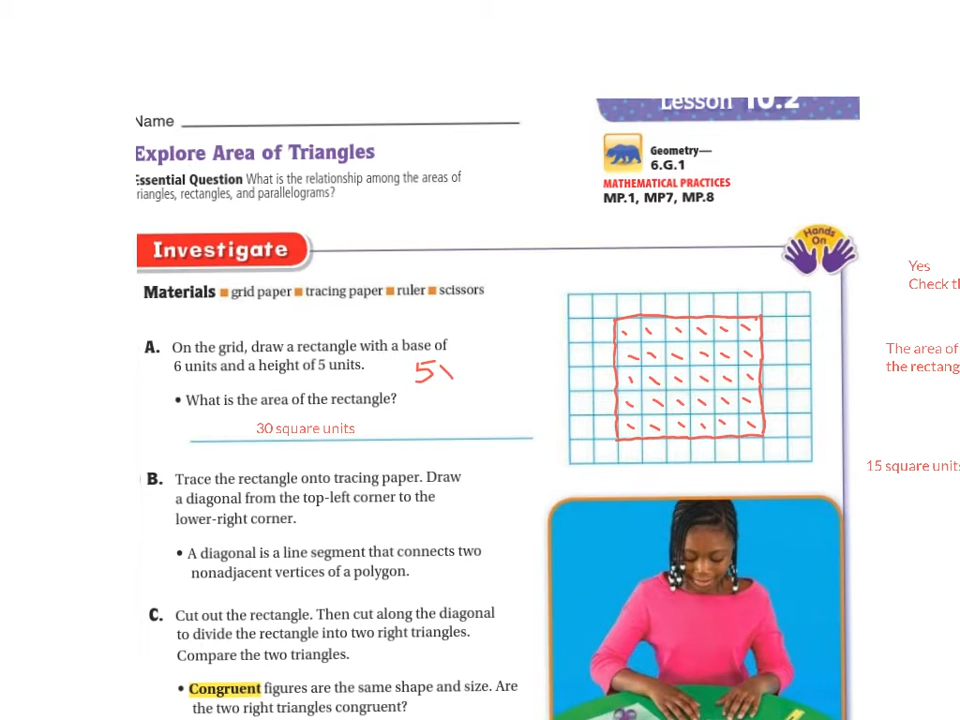 Lesson 10.2
Name
Explore Area of Triangles
Geometry—
6.G.1
Essential Question What is the relationship among the areas of
riangles, rectangles, and parallelograms?
MATHEMATICAL PRACTICES
MP.1, MP7, MP.8
Investigate
Hands
On
Materials ■ grid paper ■ tracing paper ■ ruler ■ scissors
Yes
Check th
A. On the grid, draw a rectangle with a base of
6 units and a height of 5 units.
5
• What is the area of the rectangle?
30 square units
The area of
the rectang
15 square units
B. Trace the rectangle onto tracing paper. Draw
a diagonal from the top-left corner to the
lower-right corner.
• A diagonal is a line segment that connects two
nonadjacent vertices of a polygon.
C. Cut out the rectangle. Then cut along the diagonal
to divide the rectangle into two right triangles.
Compare the two triangles.
• Congruent figures are the same shape and size. Are
the two right triangles congruent?